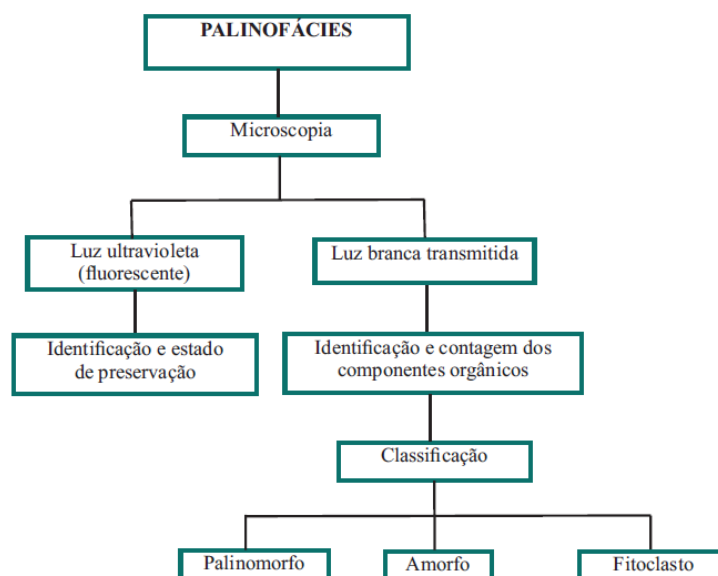 PALINOFÁCIES
Microscopia
Luz ultravioleta
(fluorescente)
Luz branca transmitida
Identificação e estado
de preservação
Identificação e contagem dos
componentes orgânicos
Classificação
Palinomorfo
Amorfo
Fitoclasto